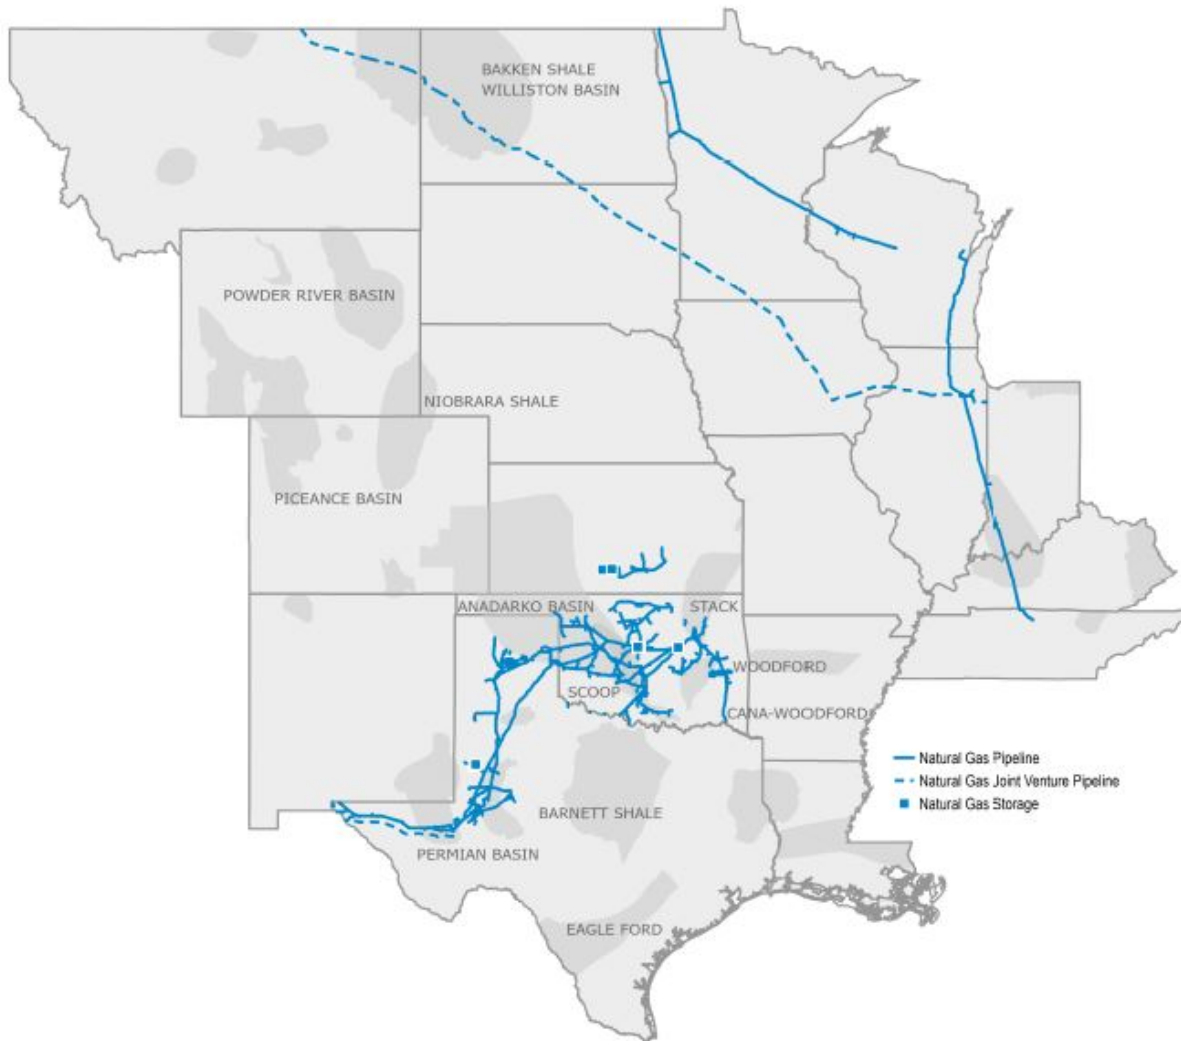 BAKKEN SHALE
WILLISTON BASIN
POWDER RIVER BASIN
NIOBRARA SHALE
PICEANCE BASIN
ANADARKO BASIN
STACK
WOODFORD
SCOOP
CANA-WOODFORD
Natural Gas Pipeline
Natural Gas Joint Venture Pipeline
Natural Gas Storage
BARNETT SHALE
PERMIAN BASIN
EAGLE FORD